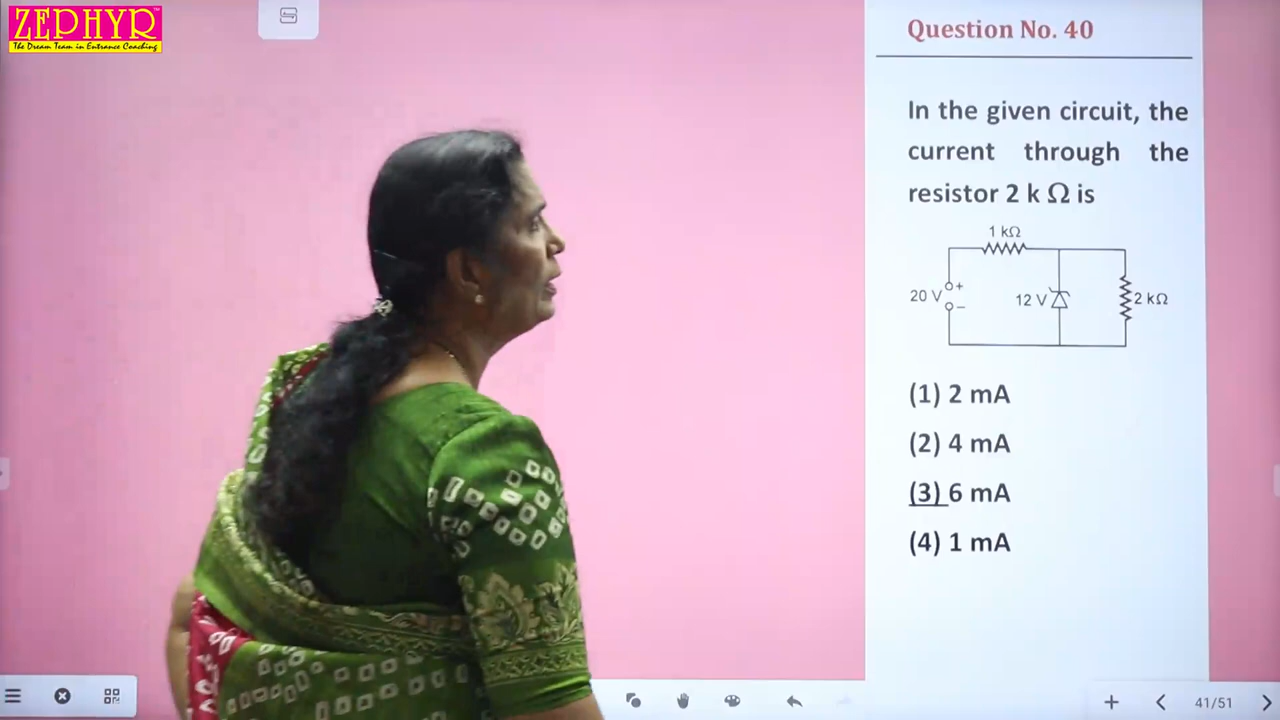 ZEPHYR™
The Dream Team in Entrance Coaching
Question No. 40
In the given circuit, the
current through the
resistor 2 k Ω is
1 kΩ
20 V
+
−
12 V
2 kΩ
(1) 2 mA
(2) 4 mA
(3) 6 mA
(4) 1 mA
41/51